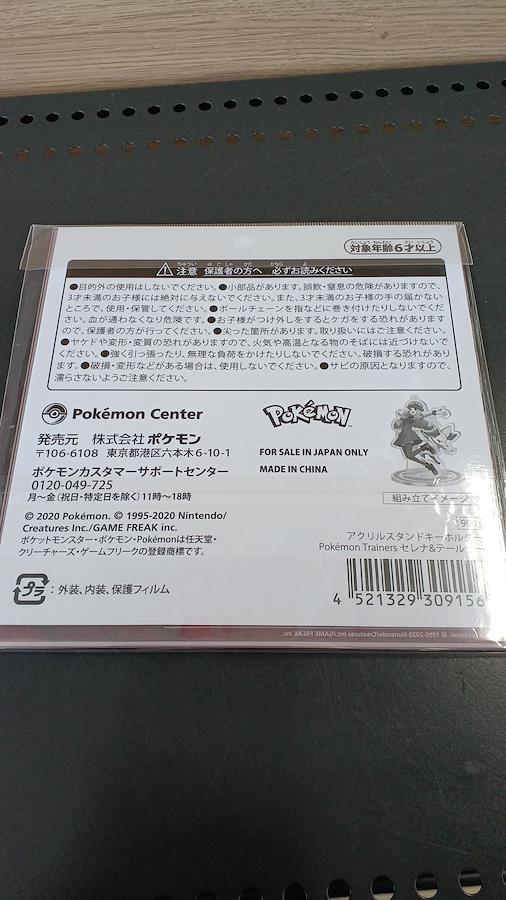 対象年齢6才以上
⚠注意 保護者の方へ 必ずお読みください
●目的外の使用はしないでください。●小部品があります。誤飲・窒息の危険がありますので、
3才未満のお子様には絶対に与えないでください。また、3才未満のお子様の手の届かない
ところで、使用・保管してください。●ボールチェーンを指などに巻き付けたりしないでくだ
さい。血が通わなくなり危険です。●お子様がつけ外しをするとケガをする恐れがあります
ので、保護者の方が行ってください。●尖った箇所があります。取り扱いにはご注意ください。
●ヤケドや変形・変質の恐れがありますので、火気や高温となる物のそばには近づけないで
ください。●強く引っ張ったり、無理な負荷をかけたりしないでください。破損する恐れがあり
ます。●破損・変形などがある場合は、使用しないでください。●サビの原因となりますので、
濡らさないようご注意ください。
Pokémon Center
発売元 株式会社ポケモン
〒106-6108 東京都港区六本木6-10-1
ポケモンカスタマーサポートセンター
0120-049-725
月〜金(祝日・特定日を除く)11時〜18時
POKéMON
FOR SALE IN JAPAN ONLY
MADE IN CHINA
組み立てイメージ
© 2020 Pokémon. © 1995-2020 Nintendo/
Creatures Inc./GAME FREAK inc.
ポケットモンスター・ポケモン・Pokémonは任天堂・
クリーチャーズ・ゲームフリークの登録商標です。
アクリルスタンドキーホルダー
Pokémon Trainers セレナ&テールナー
プラ:外装、内装、保護フィルム
4 521329 309156